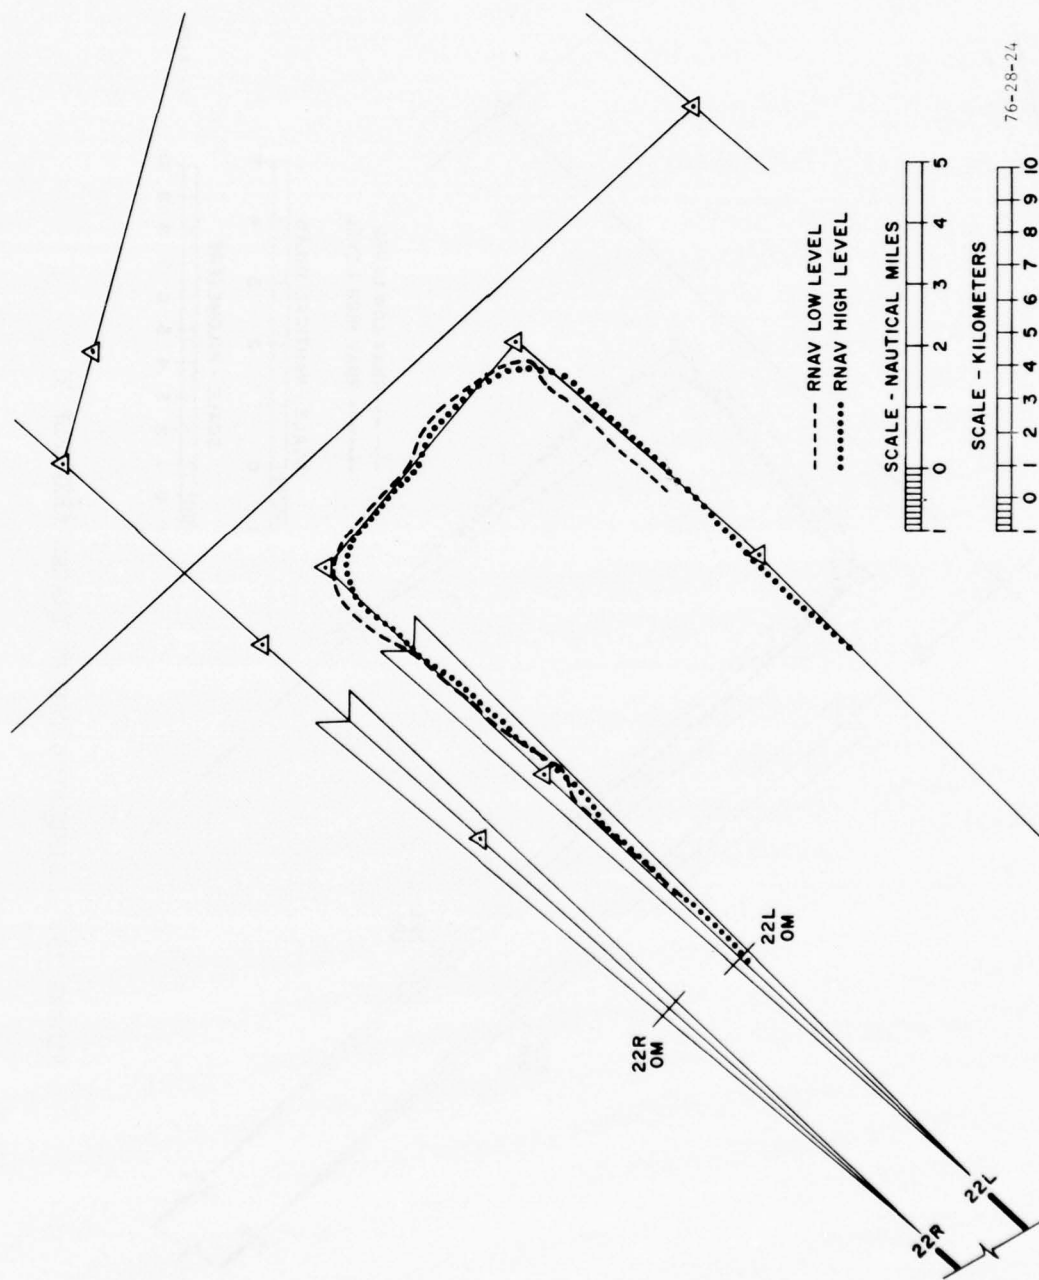 --- RNAV LOW LEVEL
•••••••• RNAV HIGH LEVEL
SCALE - NAUTICAL MILES
1 0 1 2 3 4 5
SCALE - KILOMETERS
1 0 1 2 3 4 5 6 7 8 9 10
76-28-24
22R
OM
22L
OM
22R
22L